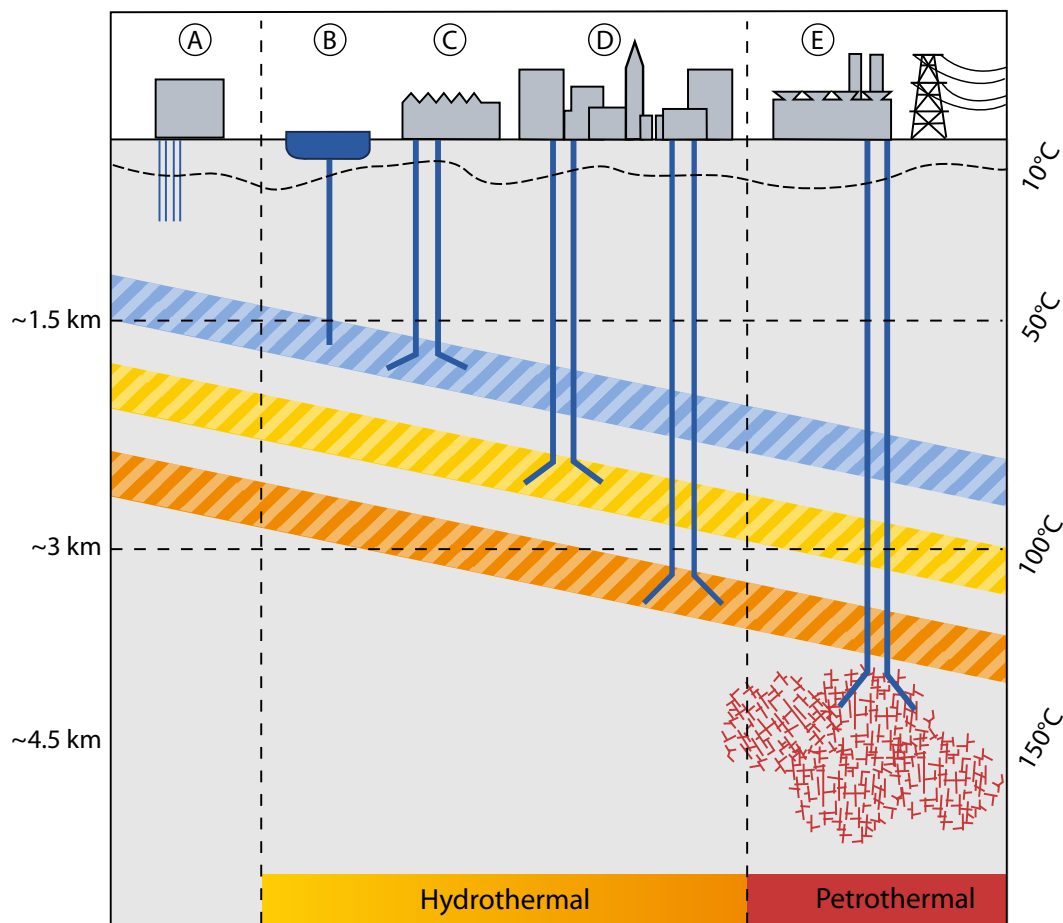 A
B
C
D
E
10°C
~1.5 km
50°C
~3 km
100°C
~4.5 km
150°C
Hydrothermal
Petrothermal